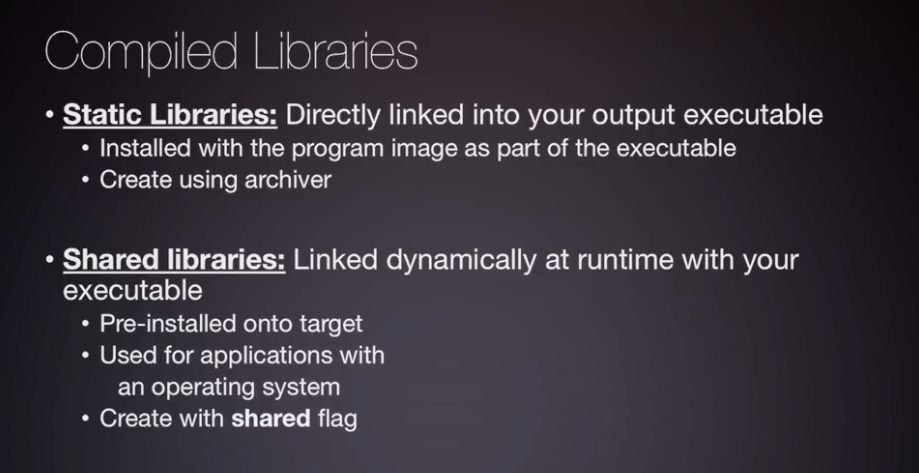 Compiled Libraries
• Static Libraries: Directly linked into your output executable
• Installed with the program image as part of the executable
• Create using archiver
• Shared libraries: Linked dynamically at runtime with your
executable
• Pre-installed onto target
• Used for applications with
an operating system
• Create with shared flag